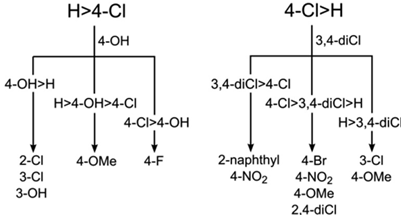 H>4-Cl
4-OH
4-OH>H
H>4-OH>4-Cl
4-Cl>4-OH
2-Cl
3-Cl
3-OH
4-OMe
4-F
4-Cl>H
3,4-diCl
3,4-diCl>4-Cl
4-Cl>3,4-diCl>H
H>3,4-diCl
2-naphthyl
4-NO2
4-Br
4-NO2
4-OMe
2.4-diCl
3-Cl
4-OMe